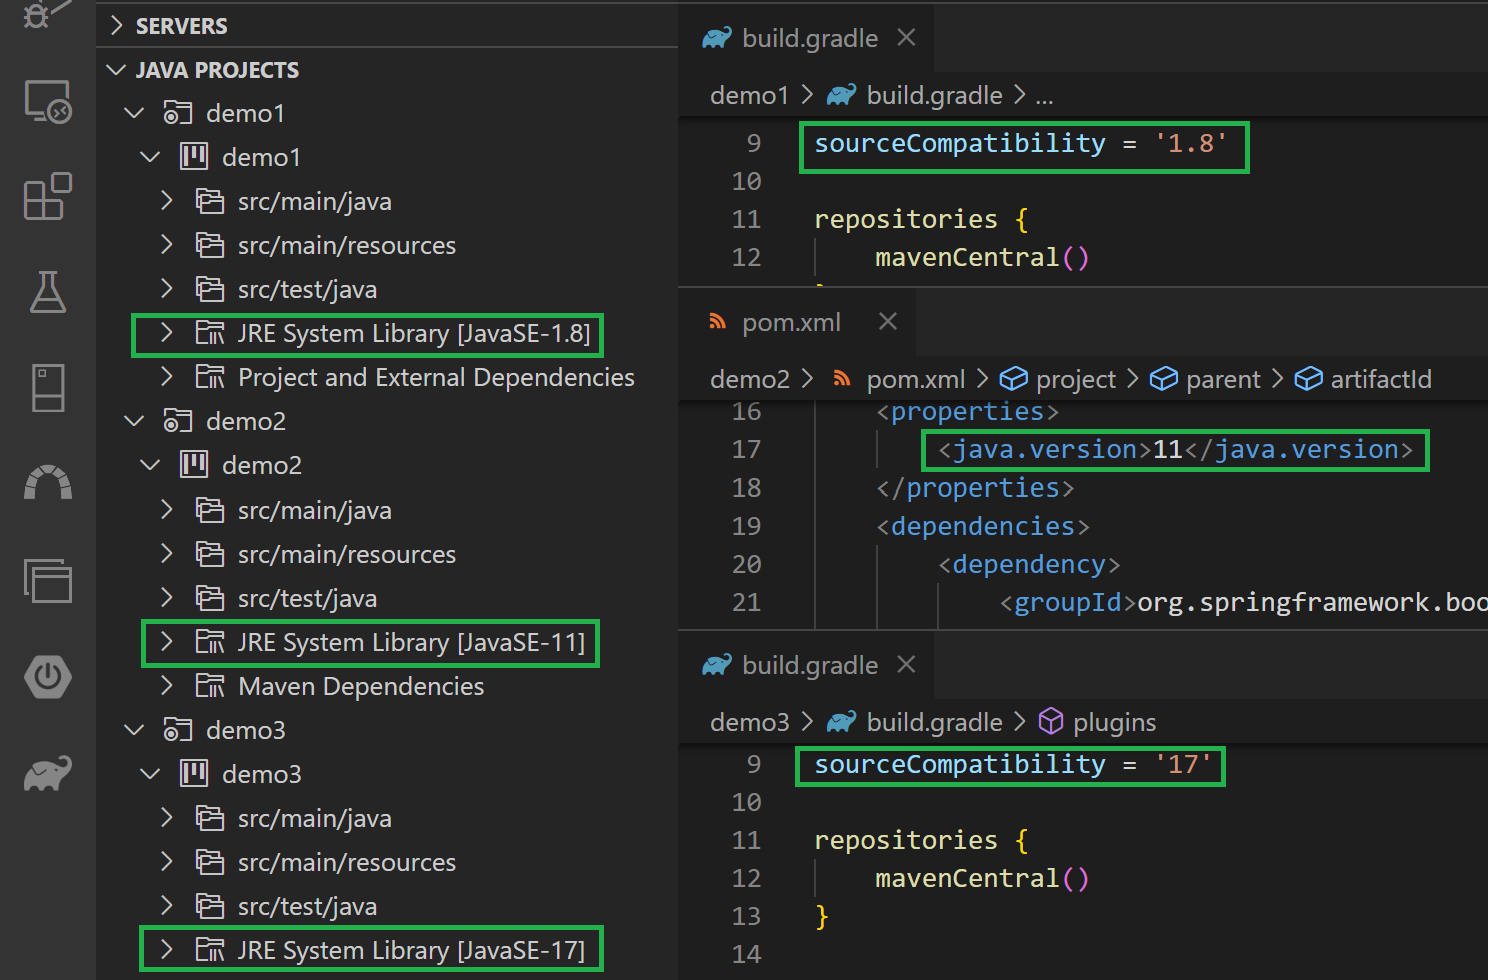 SERVERS
JAVA PROJECTS
demo1
demo1
src/main/java
src/main/resources
src/test/java
JRE System Library [JavaSE-1.8]
Project and External Dependencies
demo2
demo2
src/main/java
src/main/resources
src/test/java
JRE System Library [JavaSE-11]
Maven Dependencies
demo3
demo3
src/main/java
src/main/resources
src/test/java
JRE System Library [JavaSE-17]
build.gradle
demo1 > build.gradle > ...
9 sourceCompatibility = '1.8'
10
11 repositories {
12 mavenCentral()
pom.xml
demo2 > pom.xml > project > parent > artifactId
16 <properties>
17 <java.version>11</java.version>
18 </properties>
19 <dependencies>
20 <dependency>
21 <groupId>org.springframework.boo
build.gradle
demo3 > build.gradle > plugins
9 sourceCompatibility = '17'
10
11 repositories {
12 mavenCentral()
13 }
14